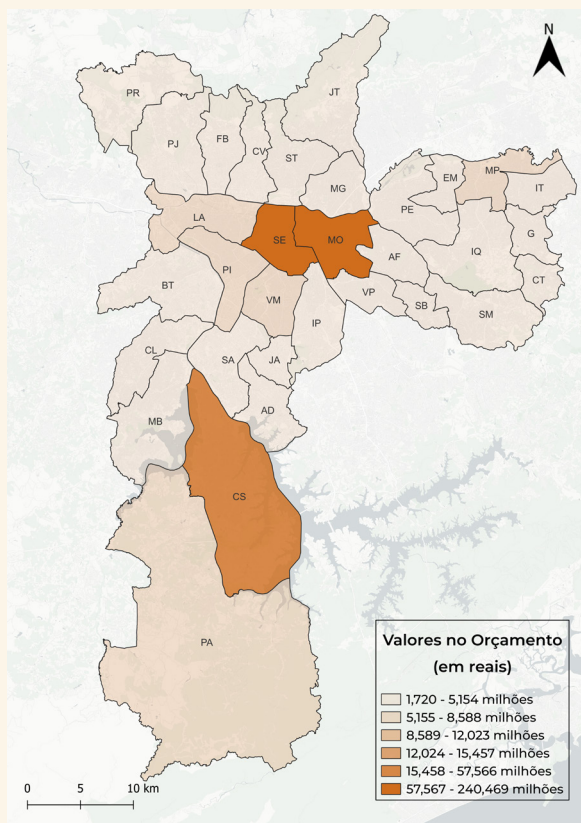 N
JT
PR
PJ
FB
CV
ST
MG
PE
EM
MP
IT
LA
SE
MO
AF
IQ
G
CT
PI
BT
VM
IP
VP
SB
SM
CL
SA
JA
AD
MB
CS
PA
Valores no Orçamento
(em reais)
1,720 - 5,154 milhões
5,155 - 8,588 milhões
8,589 - 12,023 milhões
12,024 - 15,457 milhões
15,458 - 57,566 milhões
57,567 - 240,469 milhões
0 5 10 km